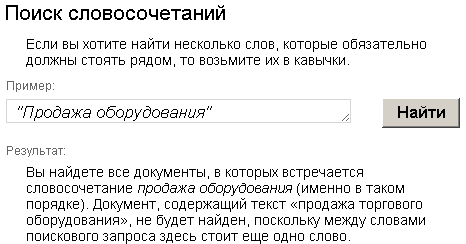 Поиск словосочетаний
Если вы хотите найти несколько слов, которые обязательно
должны стоять рядом, то возьмите их в кавычки.
Пример:
"Продажа оборудования"
Найти
Результат:
Вы найдете все документы, в которых встречается
словосочетание продажа оборудования (именно в таком
порядке). Документ, содержащий текст «продажа торгового
оборудования», не будет найден, поскольку между словами
поискового запроса здесь стоит еще одно слово.